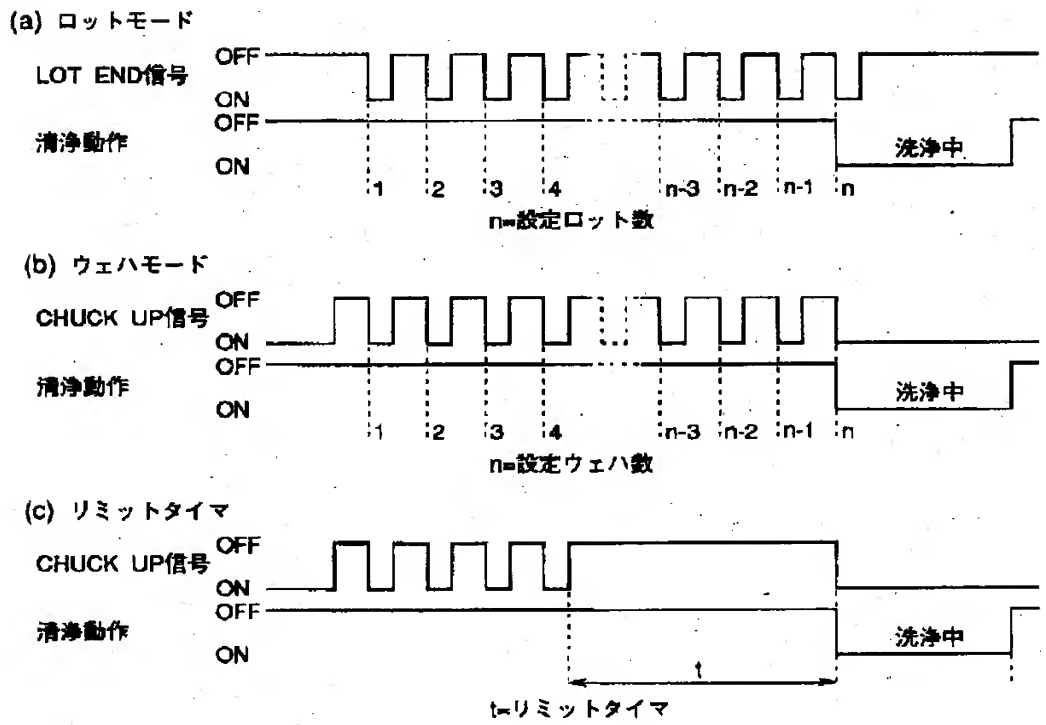 (a) ロットモード
LOT END信号
OFF
ON
清浄動作
OFF
ON
洗浄中
1 2 3 4 n-3 n-2 n-1 n
n=設定ロット数
(b) ウェハモード
CHUCK UP信号
OFF
ON
清浄動作
OFF
ON
洗浄中
1 2 3 4 n-3 n-2 n-1 n
n=設定ウェハ数
(c) リミットタイマ
CHUCK UP信号
OFF
ON
清浄動作
OFF
ON
洗浄中
t
t=リミットタイマ